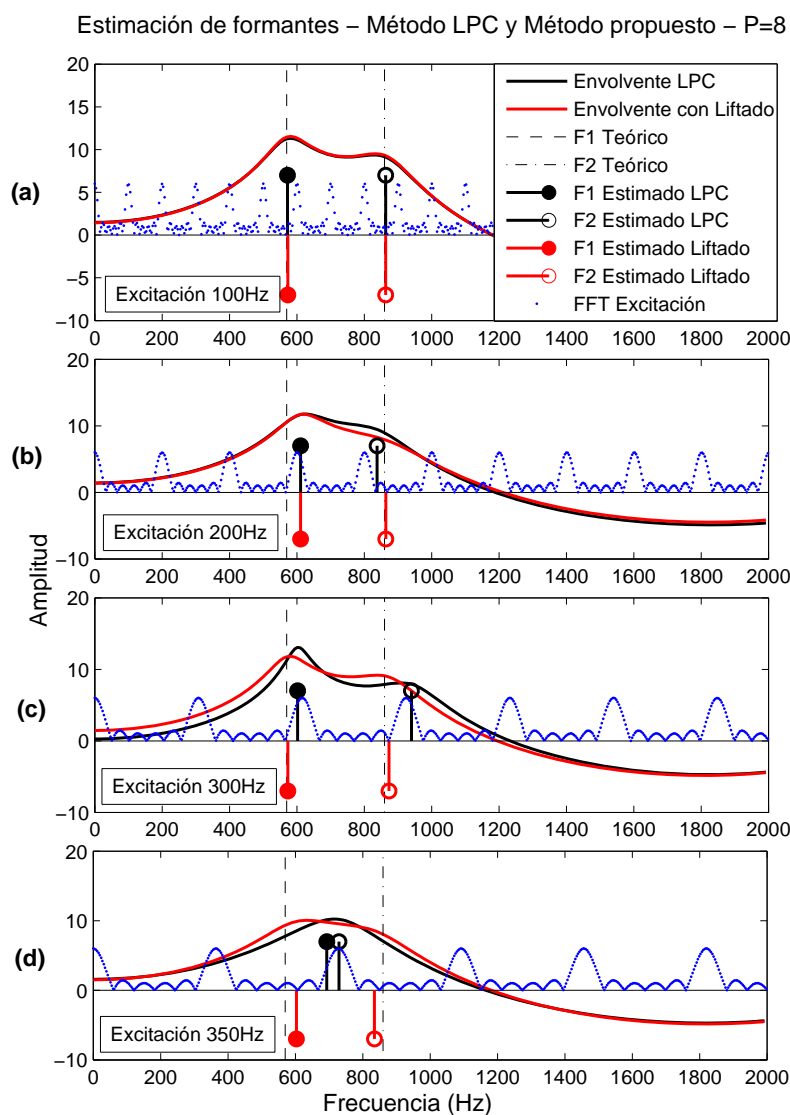 Estimación de formantes – Método LPC y Método propuesto – P=8
20
15
10
5
0
−5
−10
(a)
Envolvente LPC
Envolvente con Liftado
F1 Teórico
F2 Teórico
F1 Estimado LPC
F2 Estimado LPC
F1 Estimado Liftado
F2 Estimado Liftado
FFT Excitación
Excitación 100Hz
0 200 400 600 800 1000 1200 1400 1600 1800 2000
20
10
0
−10
(b)
Excitación 200Hz
0 200 400 600 800 1000 1200 1400 1600 1800 2000
Amplitud
20
10
0
−10
(c)
Excitación 300Hz
0 200 400 600 800 1000 1200 1400 1600 1800 2000
20
10
0
−10
(d)
Excitación 350Hz
0 200 400 600 800 1000 1200 1400 1600 1800 2000
Frecuencia (Hz)